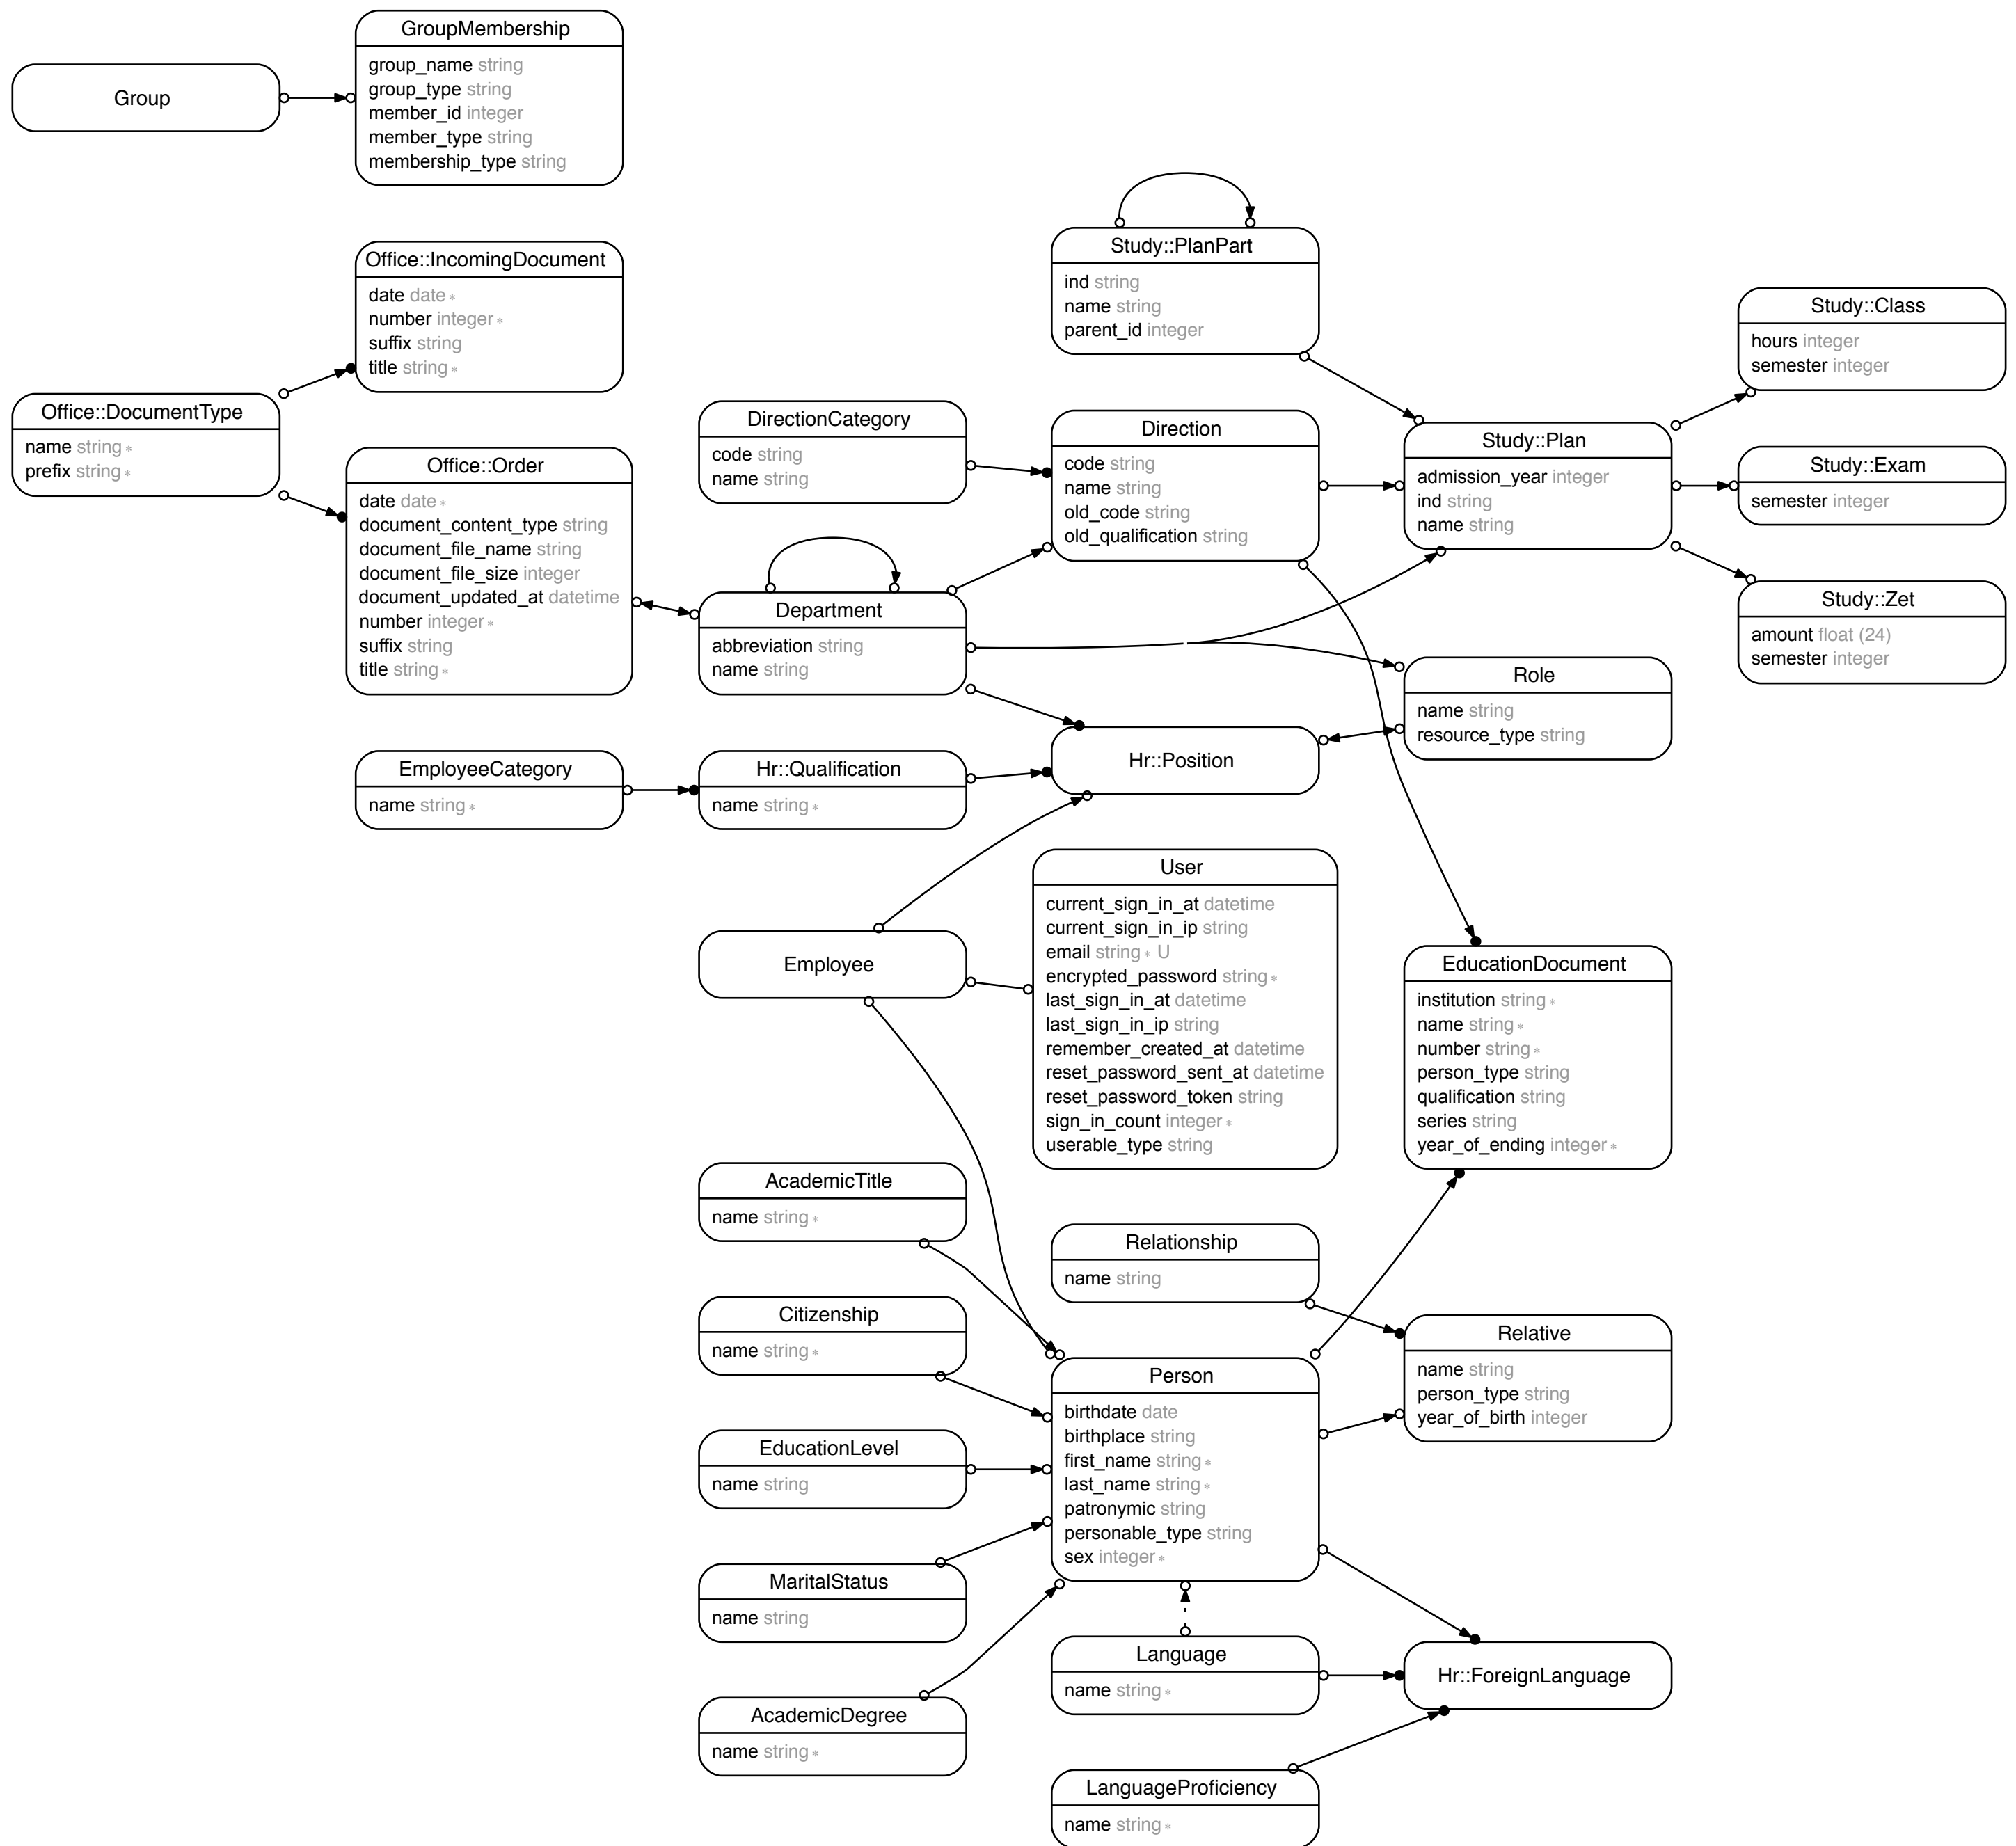 GroupMembership
group_name string
group_type string
member_id integer
member_type string
membership_type string
Group
Office::IncomingDocument
date date *
number integer *
suffix string
title string *
Office::DocumentType
name string *
prefix string *
Office::Order
date date *
document_content_type string
document_file_name string
document_file_size integer
document_updated_at datetime
number integer *
suffix string
title string *
Study::PlanPart
ind string
name string
parent_id integer
DirectionCategory
code string
name string
Direction
code string
name string
old_code string
old_qualification string
Study::Plan
admission_year integer
ind string
name string
Study::Class
hours integer
semester integer
Study::Exam
semester integer
Study::Zet
amount float (24)
semester integer
Department
abbreviation string
name string
Role
name string
resource_type string
EmployeeCategory
name string *
Hr::Qualification
name string *
Hr::Position
User
current_sign_in_at datetime
current_sign_in_ip string
email string * U
encrypted_password string *
last_sign_in_at datetime
last_sign_in_ip string
remember_created_at datetime
reset_password_sent_at datetime
reset_password_token string
sign_in_count integer *
userable_type string
Employee
EducationDocument
institution string *
name string *
number string *
person_type string
qualification string
series string
year_of_ending integer *
AcademicTitle
name string *
Relationship
name string
Citizenship
name string *
Relative
name string
person_type string
year_of_birth integer
Person
birthdate date
birthplace string
first_name string *
last_name string *
patronymic string
personable_type string
sex integer *
EducationLevel
name string
MaritalStatus
name string
Language
name string *
Hr::ForeignLanguage
AcademicDegree
name string *
LanguageProficiency
name string *